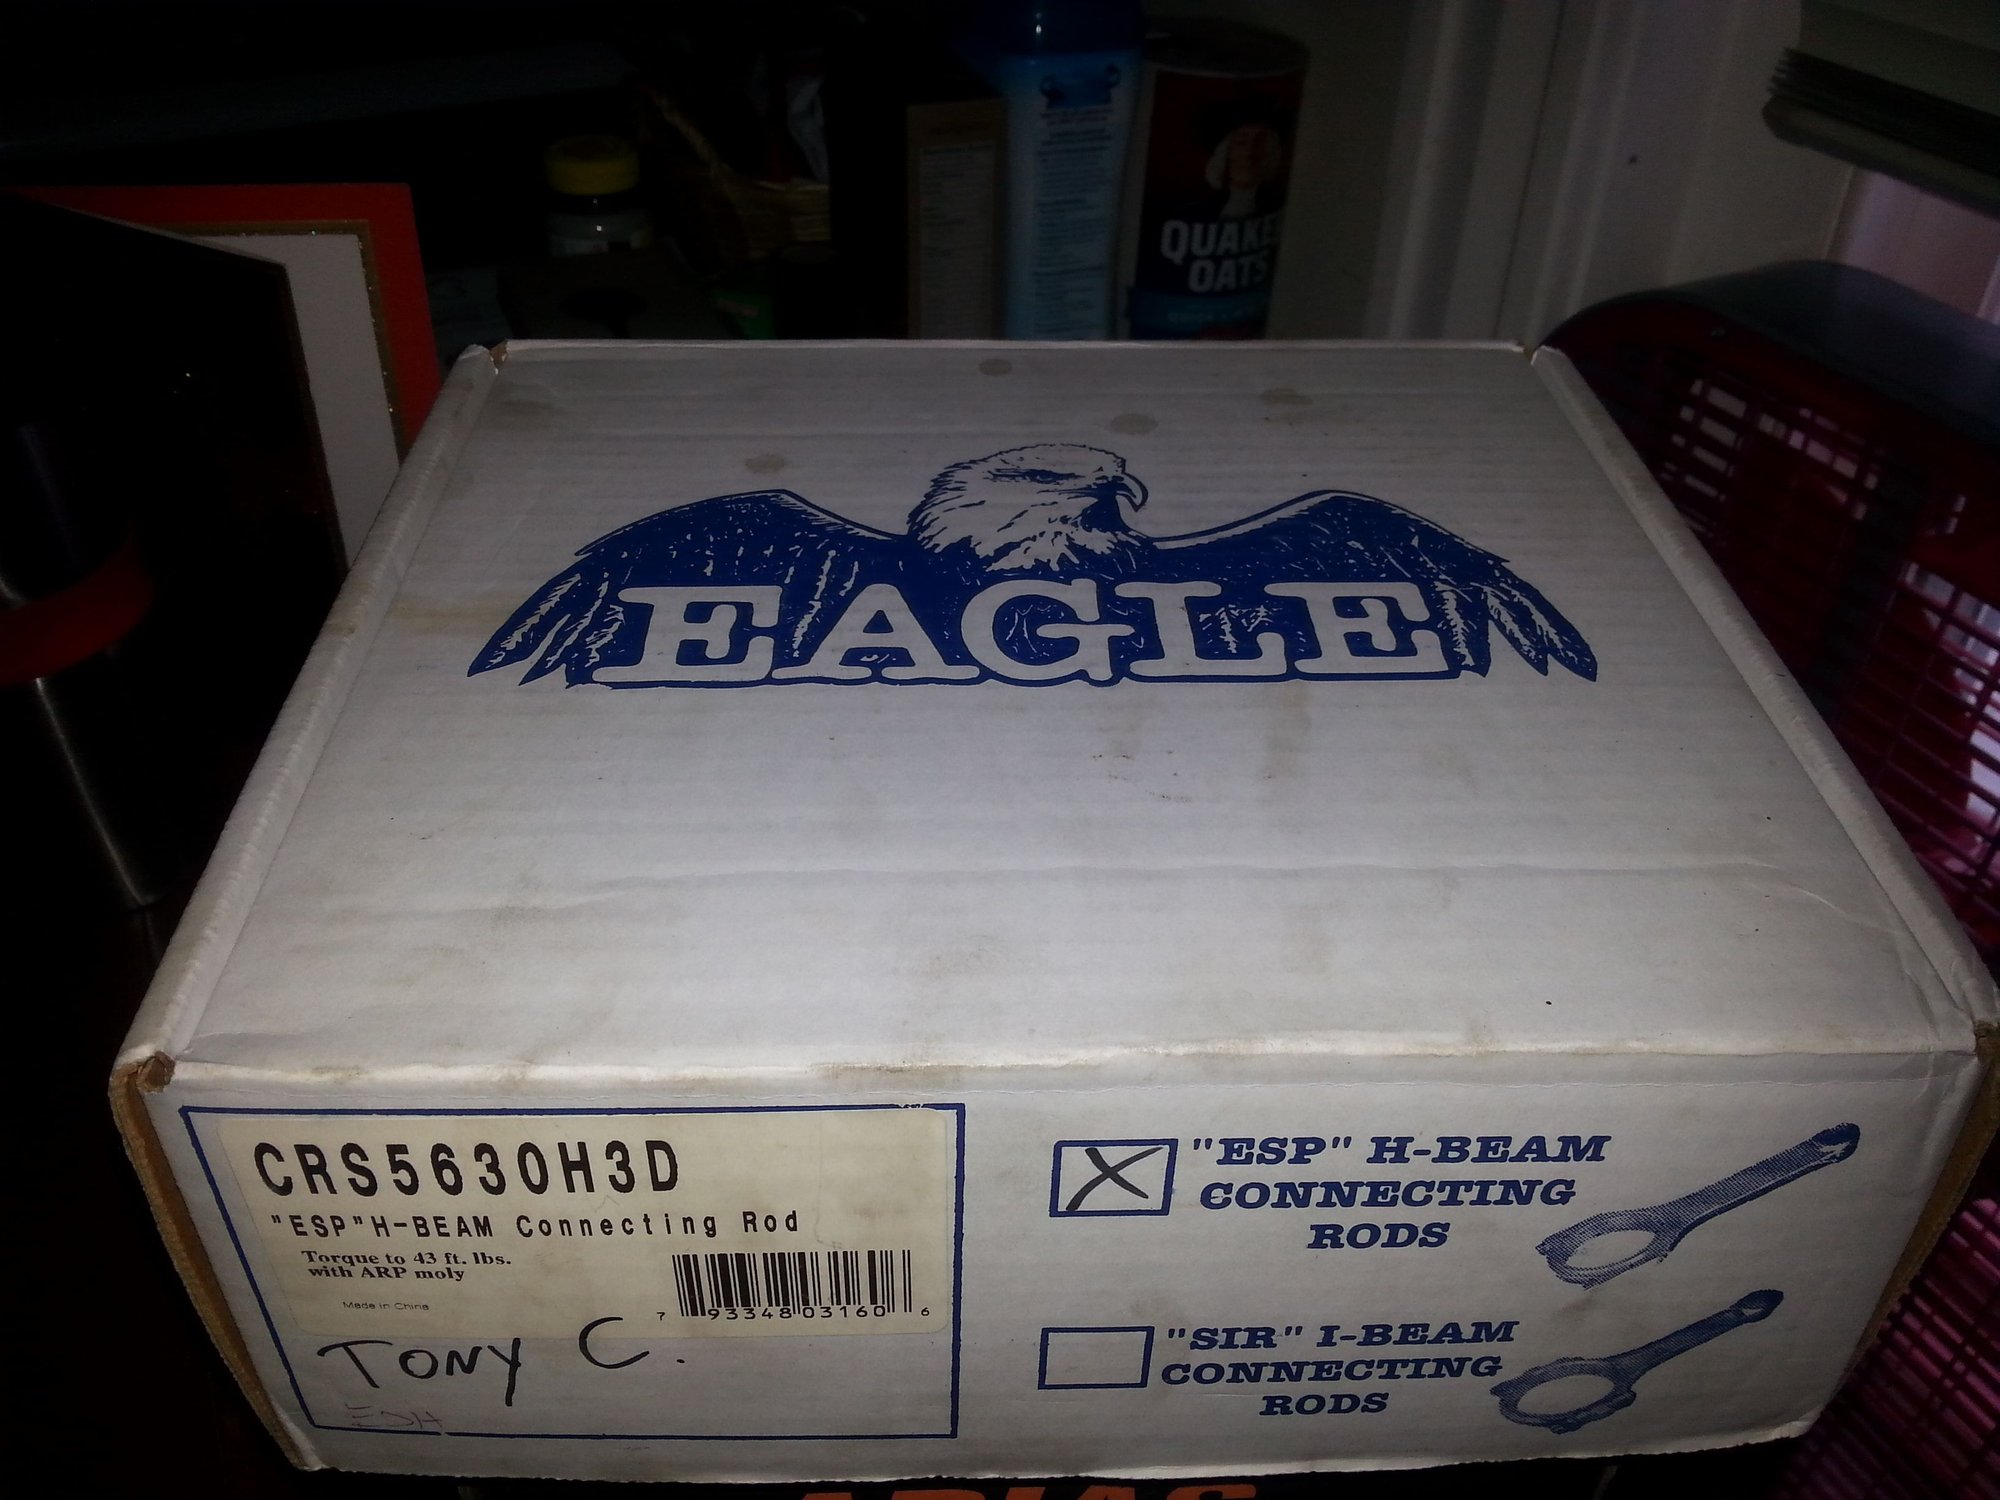 QUAKE
OATS
EAGLE
CRS5630H3D
"ESP"H-BEAM Connecting Rod
Torque to 43 ft. lbs.
with ARP moly
Made in China
7 93348 03160 6
TONY C.
"ESP" H-BEAM
CONNECTING
RODS
"SIR" I-BEAM
CONNECTING
RODS